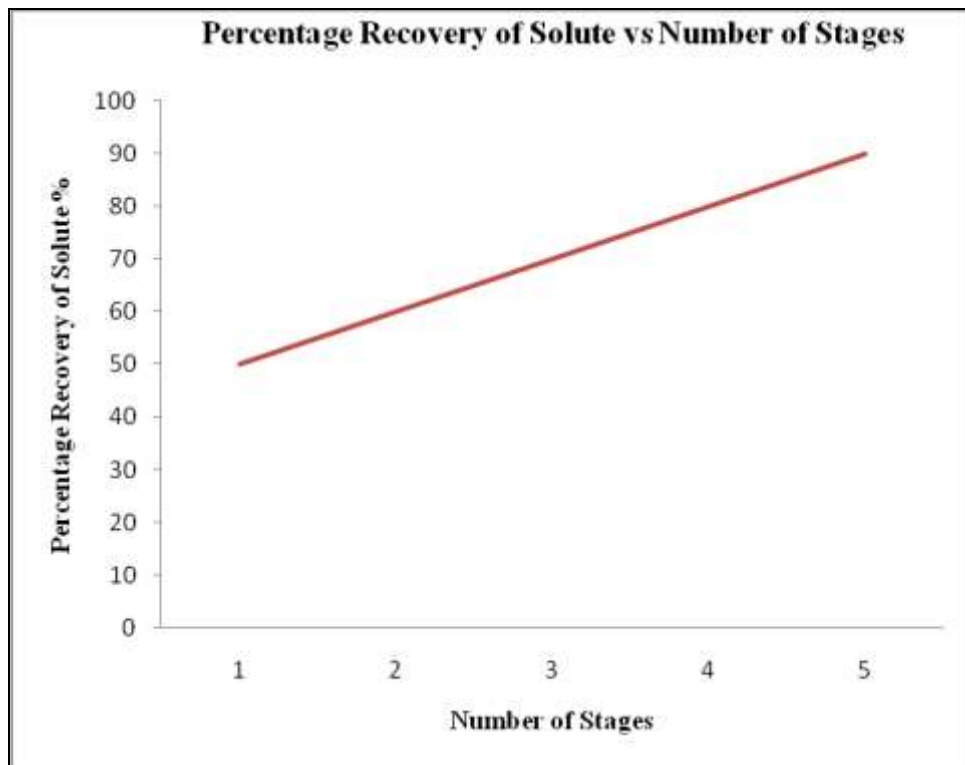 Percentage Recovery of Solute vs Number of Stages
Percentage Recovery of Solute %
100
90
80
70
60
50
40
30
20
10
0
1 2 3 4 5
Number of Stages